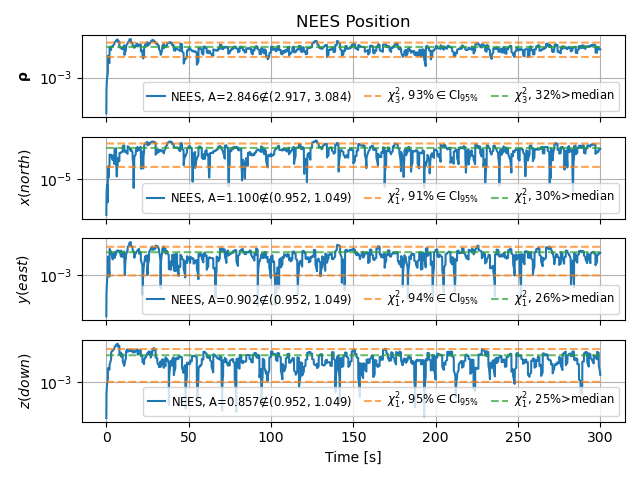 NEES Position
ρ
10⁻³
NEES, A=2.846∉(2.917, 3.084) χ²₃, 93%∈CI₉₅% χ²₃, 32%>median
x(north)
10⁻⁵
NEES, A=1.100∉(0.952, 1.049) χ²₁, 91%∈CI₉₅% χ²₁, 30%>median
y(east)
10⁻³
NEES, A=0.902∉(0.952, 1.049) χ²₁, 94%∈CI₉₅% χ²₁, 26%>median
z(down)
10⁻³
NEES, A=0.857∉(0.952, 1.049) χ²₁, 95%∈CI₉₅% χ²₁, 25%>median
0 50 100 150 200 250 300
Time [s]